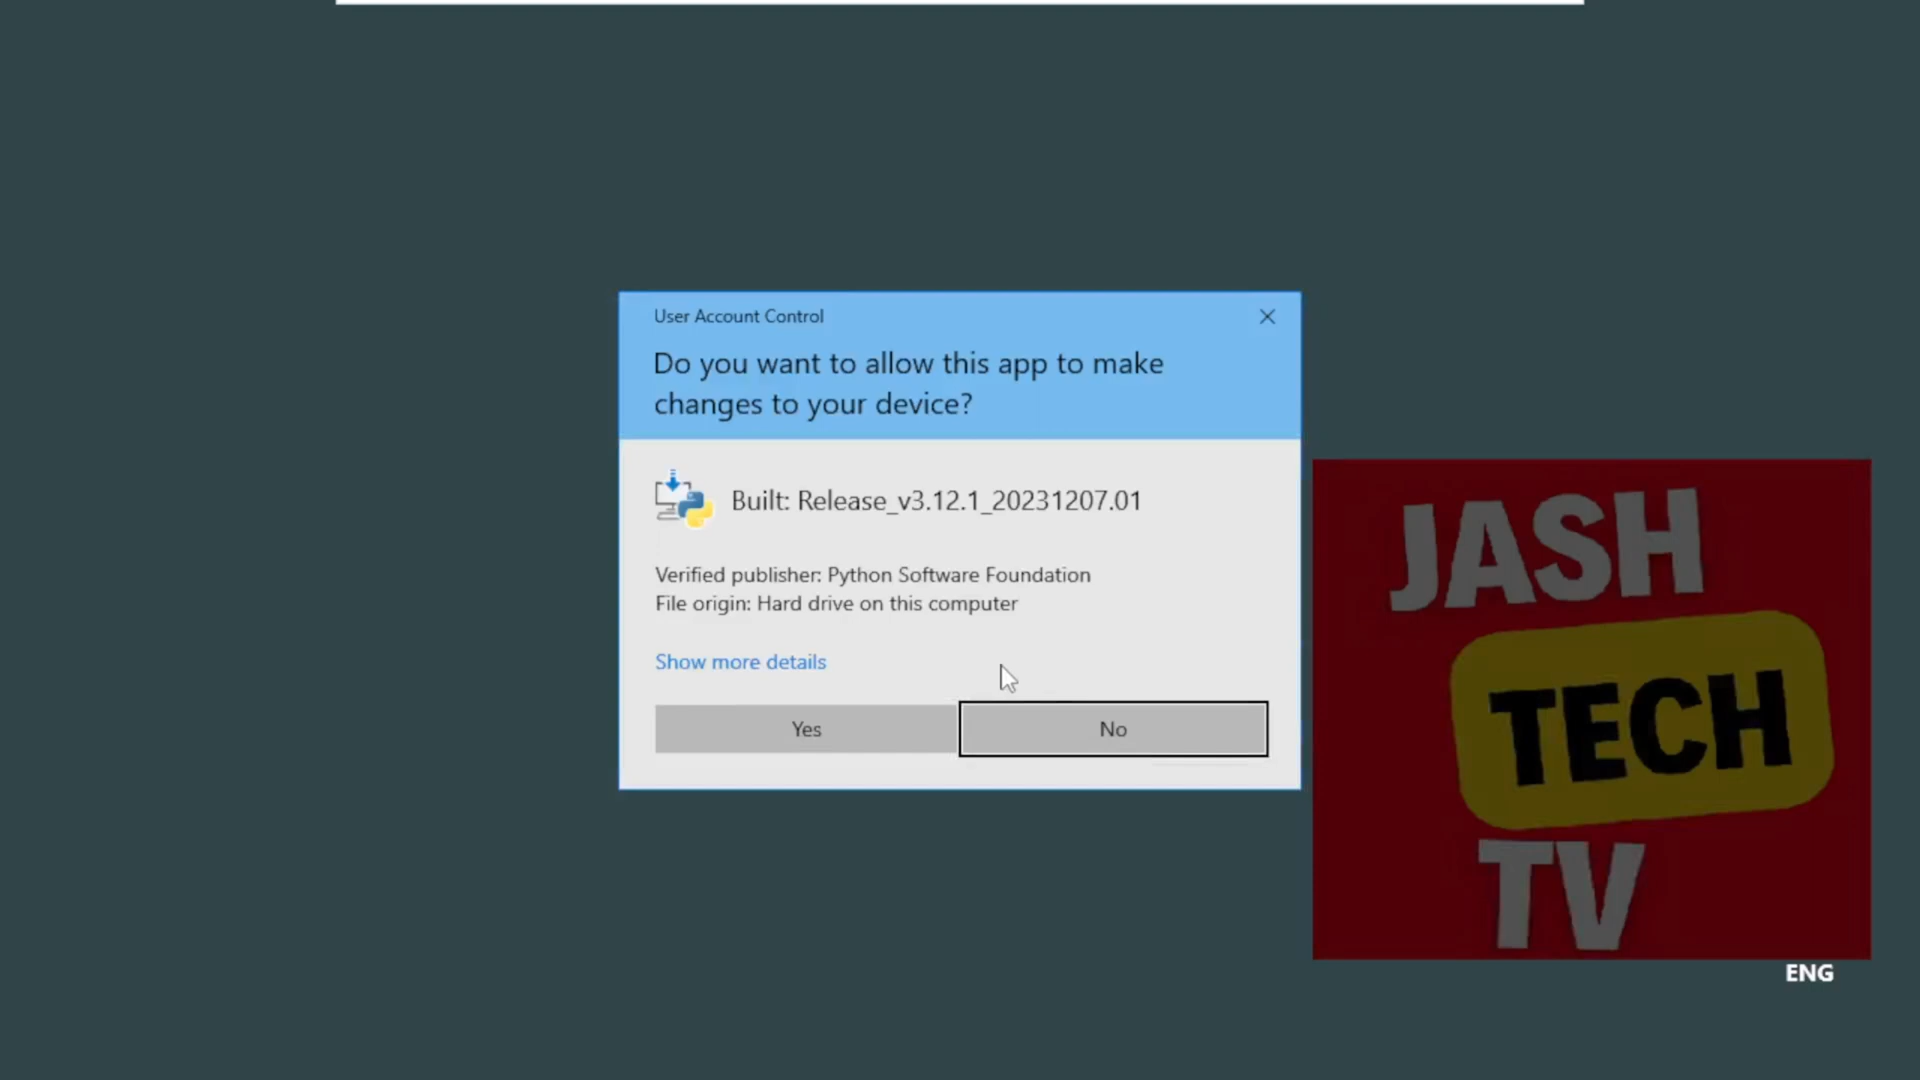 User Account Control
Do you want to allow this app to make
changes to your device?
Built: Release_v3.12.1_20231207.01
Verified publisher: Python Software Foundation
File origin: Hard drive on this computer
Show more details
Yes
No
JASH
TECH
TV
ENG